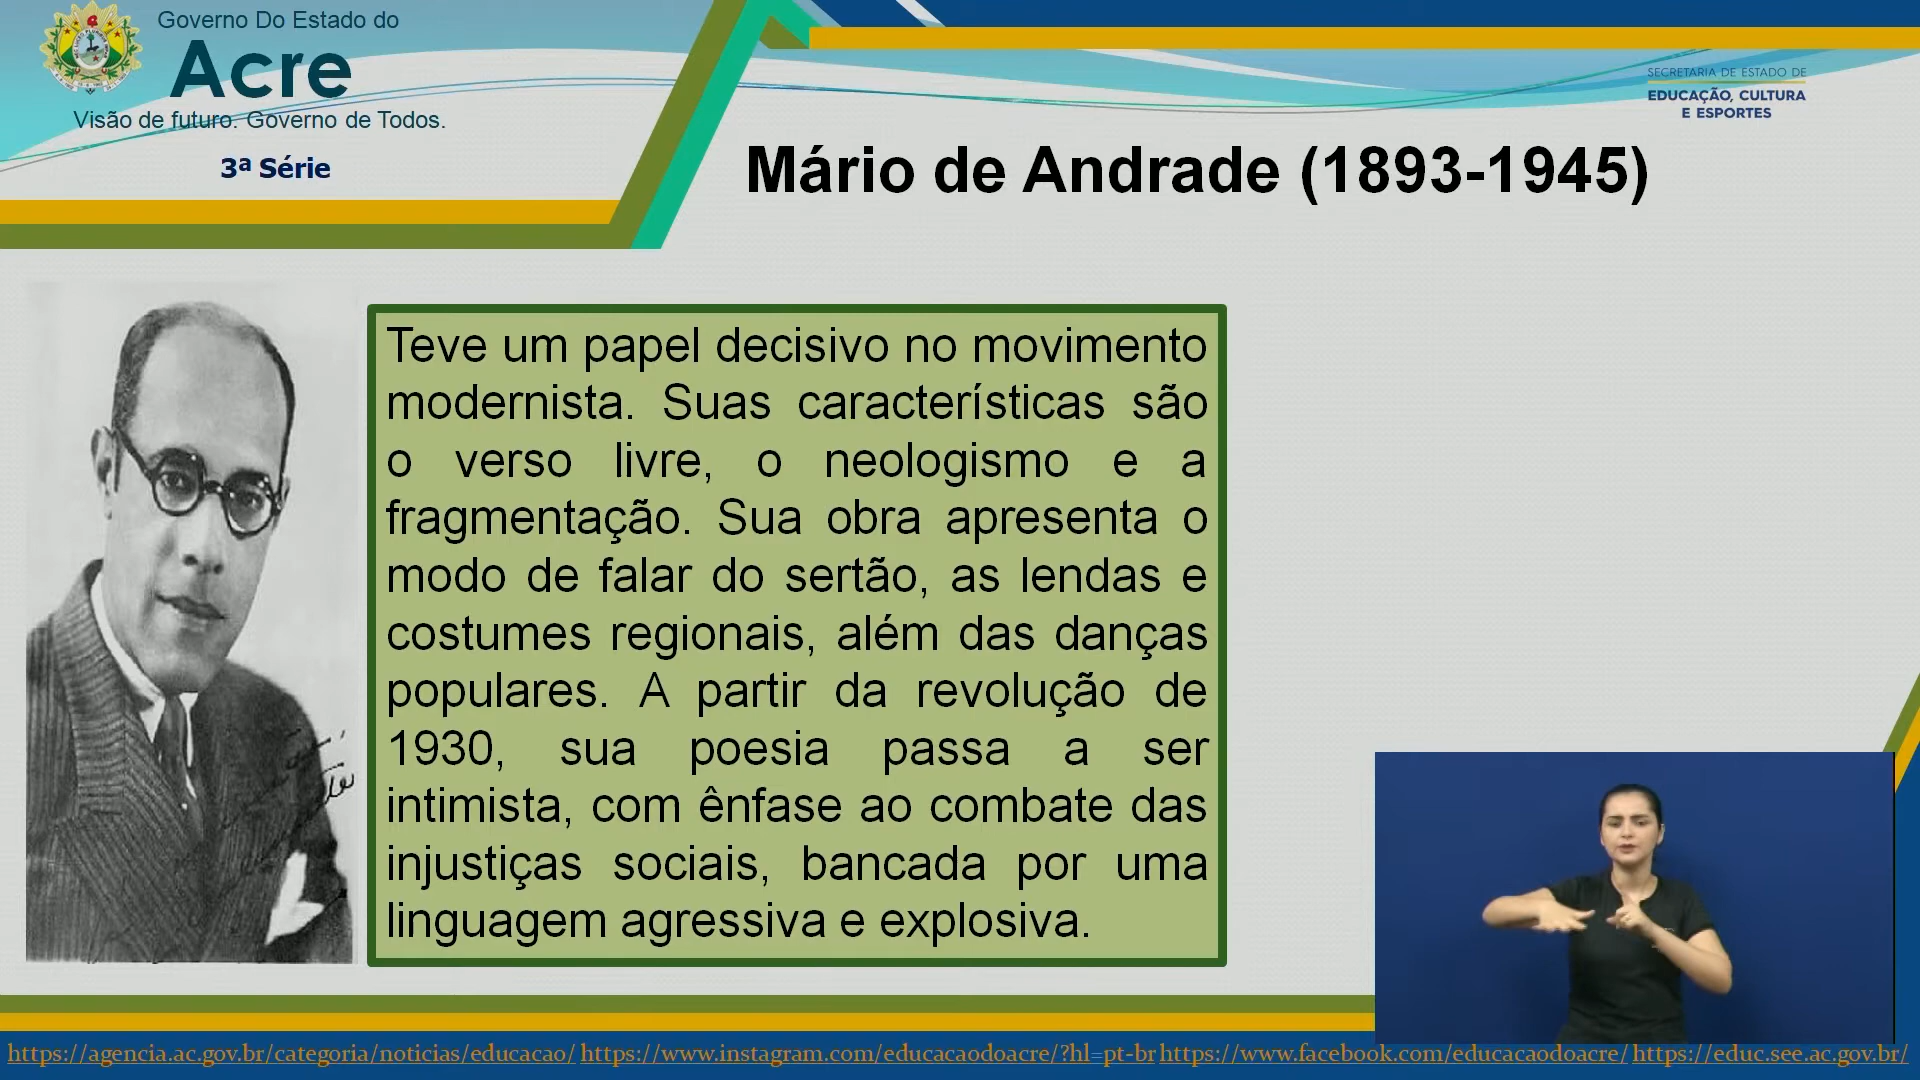 Governo Do Estado do
Acre
Visão de futuro. Governo de Todos.
3ª Série
SECRETARIA DE ESTADO DE
EDUCAÇÃO, CULTURA
E ESPORTES
Mário de Andrade (1893-1945)
Teve um papel decisivo no movimento
modernista. Suas características são
o verso livre, o neologismo e a
fragmentação. Sua obra apresenta o
modo de falar do sertão, as lendas e
costumes regionais, além das danças
populares. A partir da revolução de
1930, sua poesia passa a ser
intimista, com ênfase ao combate das
injustiças sociais, bancada por uma
linguagem agressiva e explosiva.
https://agencia.ac.gov.br/categoria/noticias/educacao/ https://www.instagram.com/educacaodoacre/?hl=pt-br https://www.facebook.com/educacaodoacre/ https://educ.see.ac.gov.br/